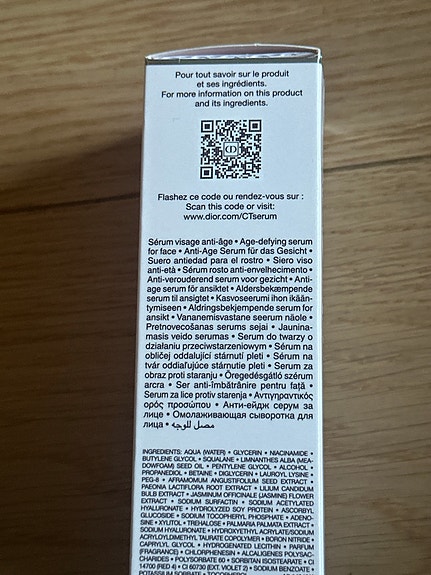 Pour tout savoir sur le produit
et ses ingrédients.
For more information on this product
and its ingredients.
Flashez ce code ou rendez-vous sur :
Scan this code or visit:
www.dior.com/CTserum
Sérum visage anti-âge • Age-defying serum
for face • Anti-Age Serum für das Gesicht •
Suero antiedad para el rostro • Siero viso
anti-età • Sérum rosto anti-envelhecimento •
Anti-verouderend serum voor gezicht • Anti-
age serum för ansiktet • Aldersbekæmpende
serum til ansigtet • Kasvoseerumi ihon ikään-
tymiseen • Aldringsbekjempende serum for
ansikt • Vananemisvastane seerum näole •
Pretnovecošanas serums sejai • Jaunina-
masis veido serumas • Serum do twarzy o
działaniu przeciwstarzeniowym • Sérum na
obličej oddalující stárnutí pleti • Sérum na
tvár odďaľujúce stárnutie pleti • Serum za
obraz proti staranju • Öregedésgátló szérum
arcra • Ser anti-îmbătrânire pentru față •
Serum za lice protiv starenja • Αντιγηραντικός
ορός προσώπου • Анти-ейдж серум за
лице • Омолаживающая сыворотка для
лица • مصل للوجه
INGREDIENTS: AQUA (WATER) • GLYCERIN • NIACINAMIDE •
BUTYLENE GLYCOL • SQUALANE • LIMNANTHES ALBA (MEA-
DOWFOAM) SEED OIL • PENTYLENE GLYCOL • ALCOHOL •
PROPANEDIOL • BETAINE • DIGLYCERIN • LAUROYL LYSINE •
PEG-8 • AFRAMOMUM ANGUSTIFOLIUM SEED EXTRACT •
PAEONIA LACTIFLORA ROOT EXTRACT • LILIUM CANDIDUM
BULB EXTRACT • JASMINUM OFFICINALE (JASMINE) FLOWER
EXTRACT • SODIUM SURFACTIN • SODIUM ACETYLATED
HYALURONATE • HYDROLYZED SOY PROTEIN • ASCORBYL
GLUCOSIDE • SODIUM TOCOPHERYL PHOSPHATE • ADENO-
SINE • XYLITOL • TREHALOSE • PALMARIA PALMATA EXTRACT
• SODIUM HYALURONATE • HYDROXYETHYL ACRYLATE/SODIUM
ACRYLOYLDIMETHYL TAURATE COPOLYMER • BORON NITRIDE
• CAPRYLYL GLYCOL • HYDROGENATED LECITHIN • PARFUM
(FRAGRANCE) • CHLORPHENESIN • ALCALIGENES POLYSAC-
CHARIDES • POLYSORBATE 60 • SORBITAN ISOSTEARATE • CI
14700 (RED 4) • CI 60730 (EXT. VIOLET 2) • SODIUM BENZOATE •
POTASSIUM SORBATE • TOCOPHEROL